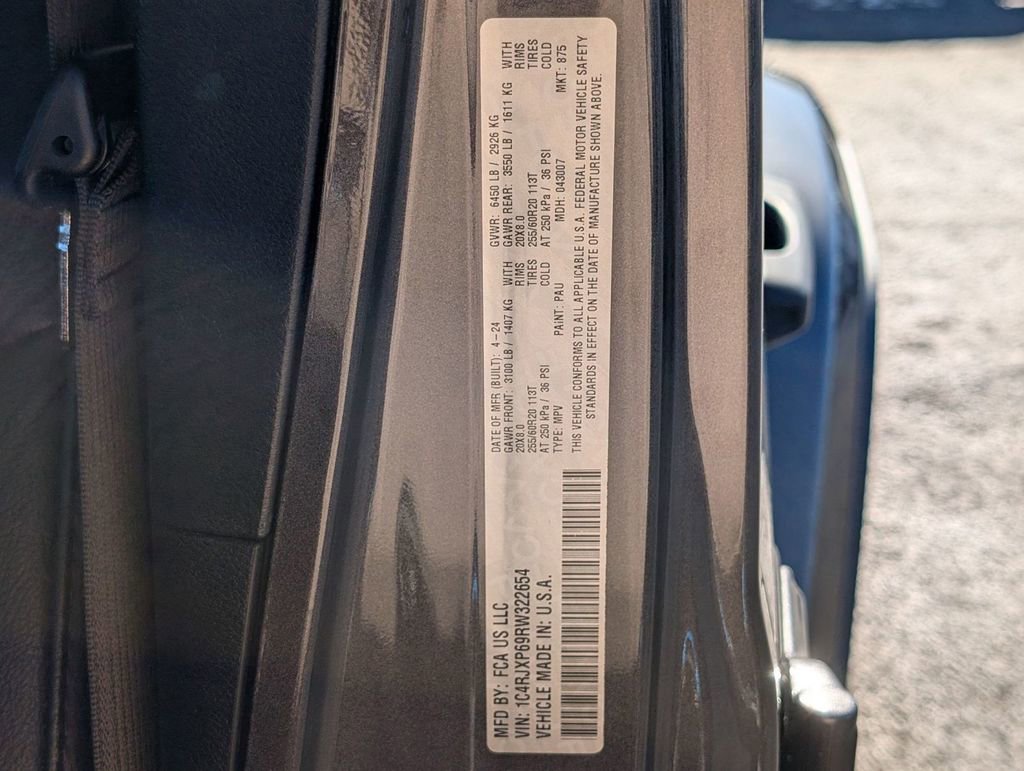 MFD BY: FCA US LLC
VIN: 1C4RJXP69RW322654
VEHICLE MADE IN: U.S.A.
DATE OF MFR (BUILT): 4-24 GVWR: 6450 LB / 2926 KG
GAWR FRONT: 3100 LB / 1407 KG WITH GAWR REAR: 3550 LB / 1611 KG WITH
20X8.0 RIMS 20X8.0 RIMS
255/60R20 113T TIRES 255/60R20 113T TIRES
AT 250 kPa / 36 PSI COLD AT 250 kPa / 36 PSI COLD
TYPE: MPV PAINT: PAU MDH: 043007 MKT: 875
THIS VEHICLE CONFORMS TO ALL APPLICABLE U.S.A. FEDERAL MOTOR VEHICLE SAFETY
STANDARDS IN EFFECT ON THE DATE OF MANUFACTURE SHOWN ABOVE.